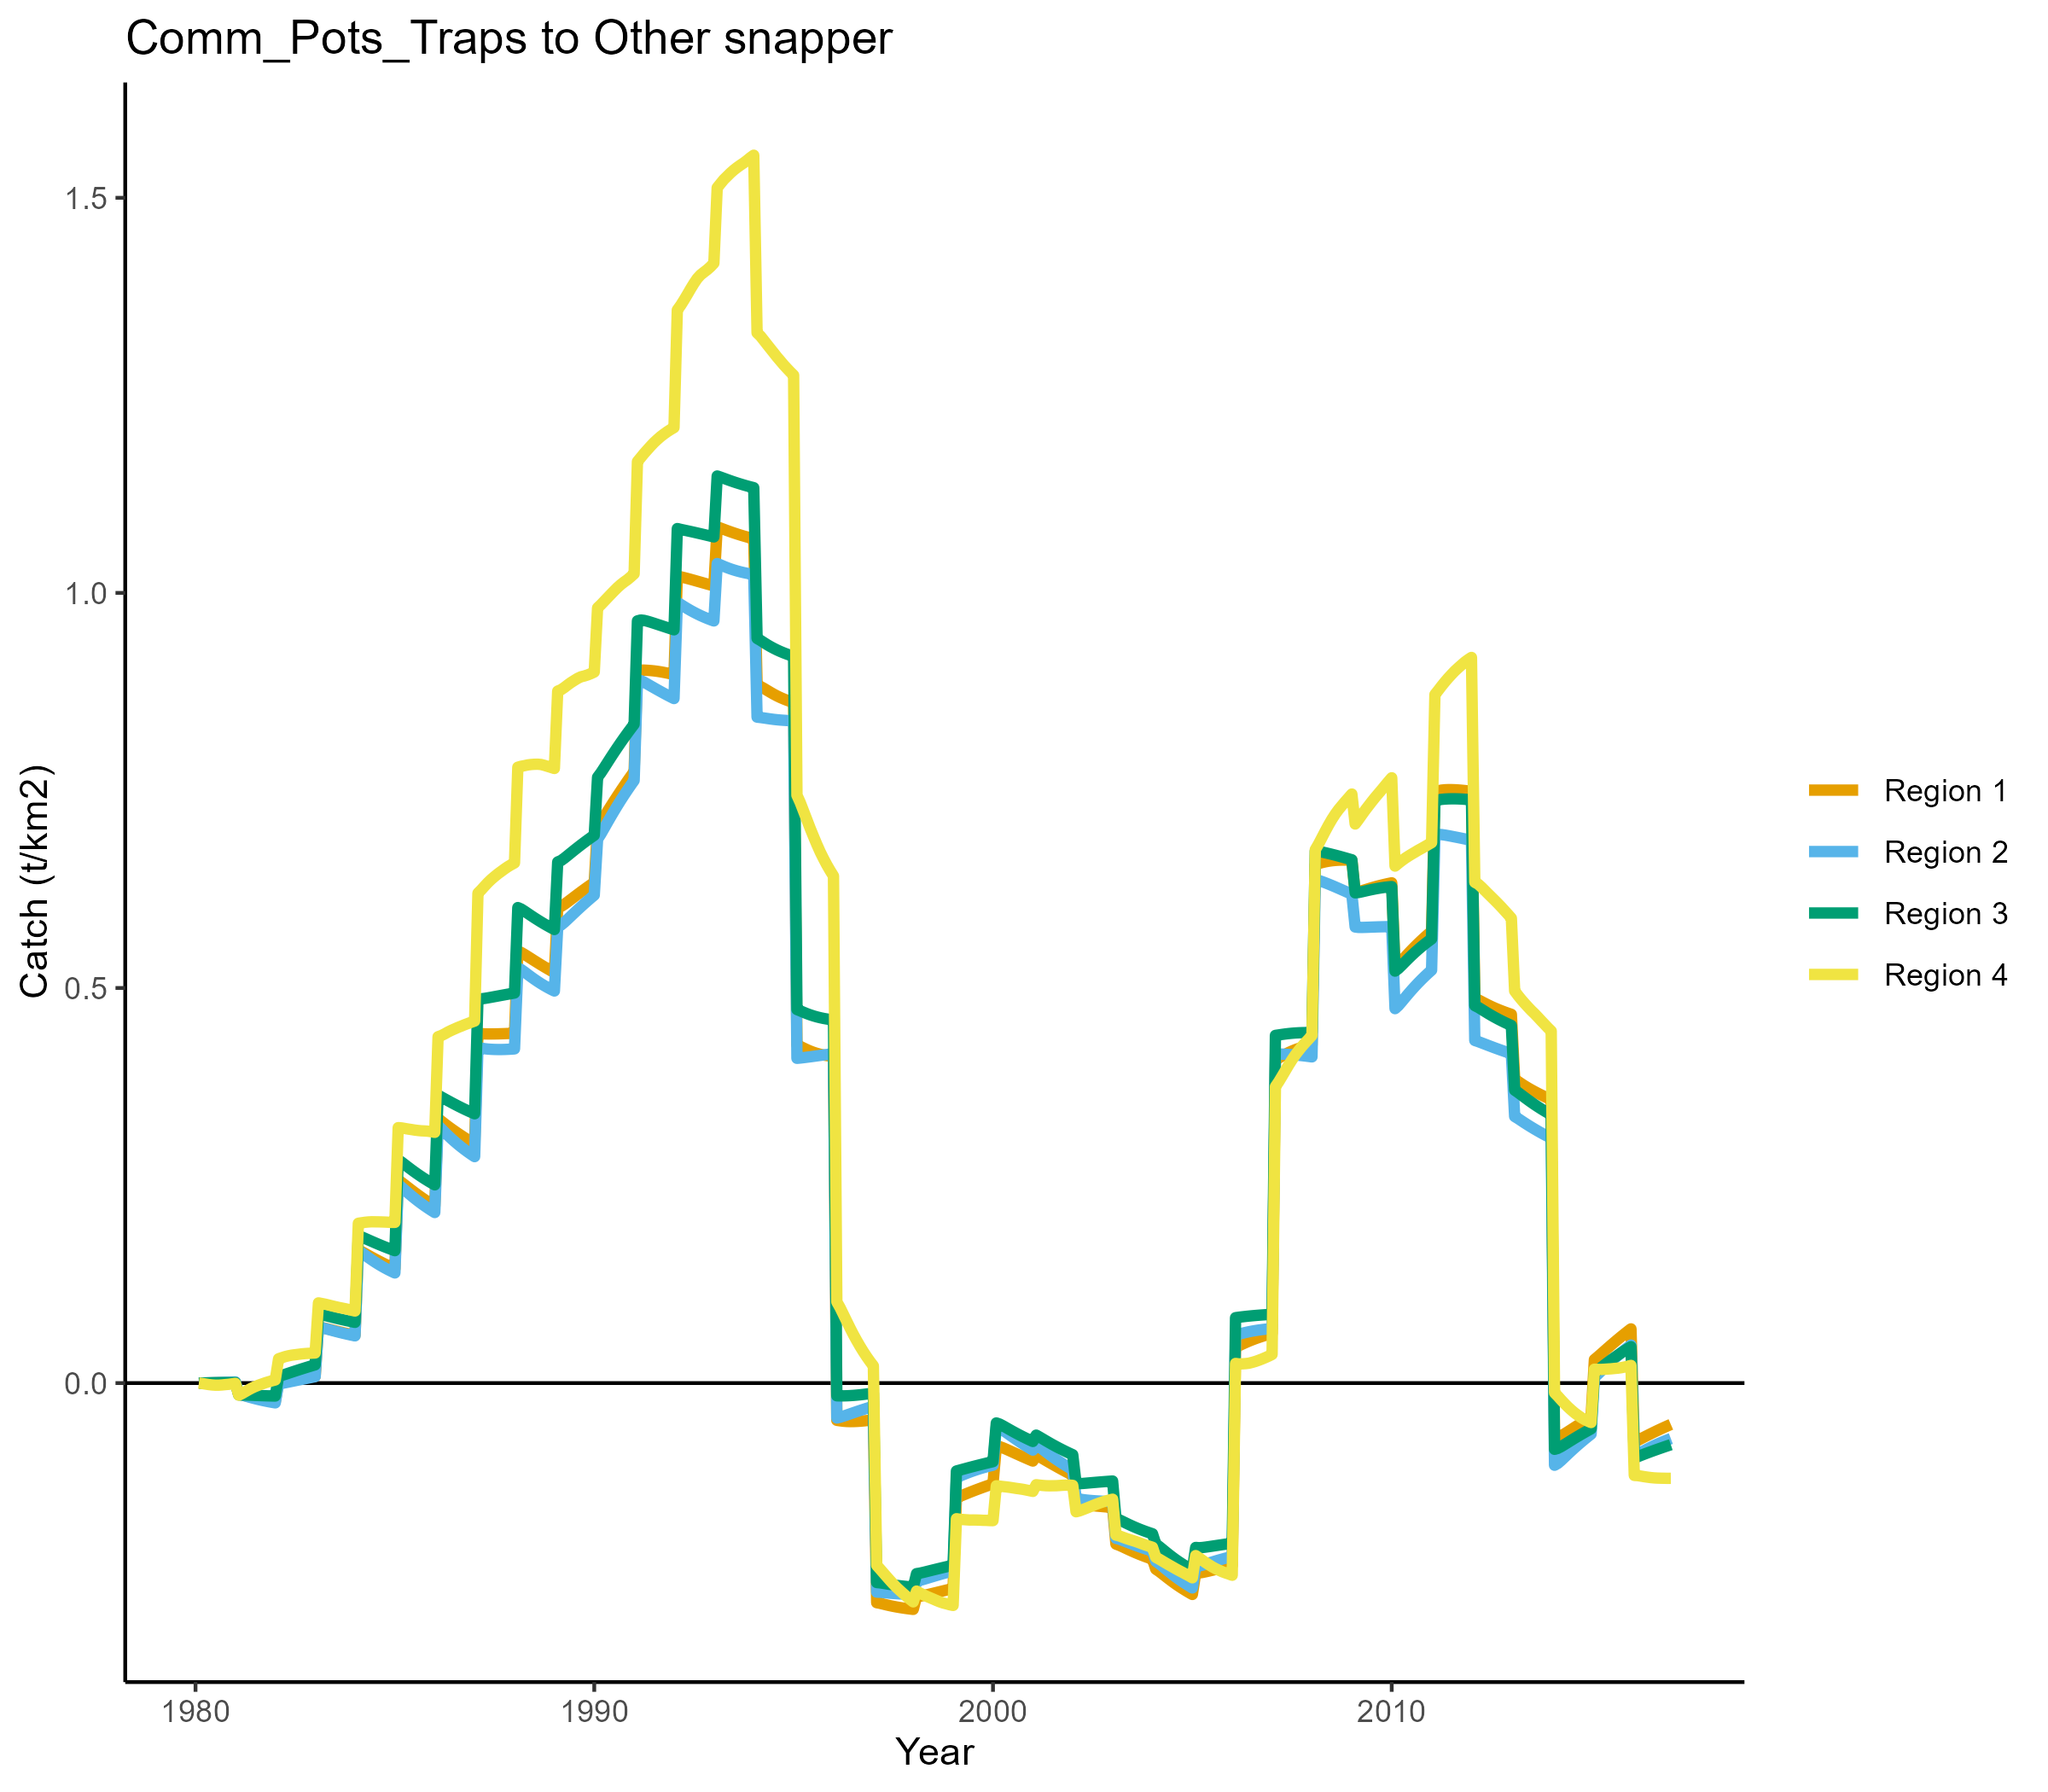 Comm_Pots_Traps to Other snapper
Catch (t/km2)
1.5
1.0
0.5
0.0
1980
1990
2000
2010
Year
Region 1
Region 2
Region 3
Region 4